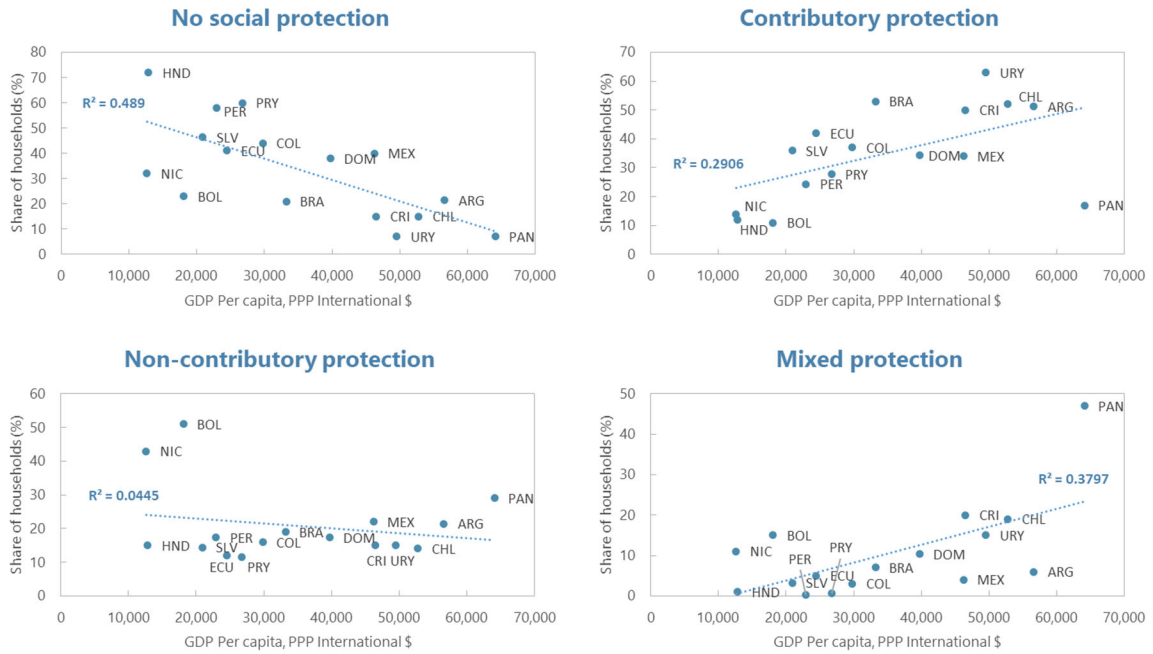 No social protection
Share of households (%)
80
70
60
50
40
30
20
10
0
R² = 0.489
HND
PER
PRY
SLV
ECU
COL
DOM
MEX
NIC
BOL
BRA
CRI
CHL
ARG
URY
PAN
0 10,000 20,000 30,000 40,000 50,000 60,000 70,000
GDP Per capita, PPP International $
Contributory protection
Share of households (%)
70
60
50
40
30
20
10
0
R² = 0.2906
URY
BRA
CRI
CHL
ARG
ECU
SLV
COL
DOM
MEX
PER
PRY
NIC
HND
BOL
PAN
0 10,000 20,000 30,000 40,000 50,000 60,000 70,000
GDP Per capita, PPP International $
Non-contributory protection
Share of households (%)
60
50
40
30
20
10
0
R² = 0.0445
BOL
NIC
PAN
HND
SLV
PER
ECU
PRY
COL
BRA
DOM
MEX
CRI URY
CHL
ARG
0 10,000 20,000 30,000 40,000 50,000 60,000 70,000
GDP Per capita, PPP International $
Mixed protection
Share of households (%)
50
40
30
20
10
0
PAN
R² = 0.3797
CRI
CHL
URY
BOL
NIC
PER
PRY
DOM
HND
SLV
ECU
COL
BRA
MEX
ARG
0 10,000 20,000 30,000 40,000 50,000 60,000 70,000
GDP Per capita, PPP International $